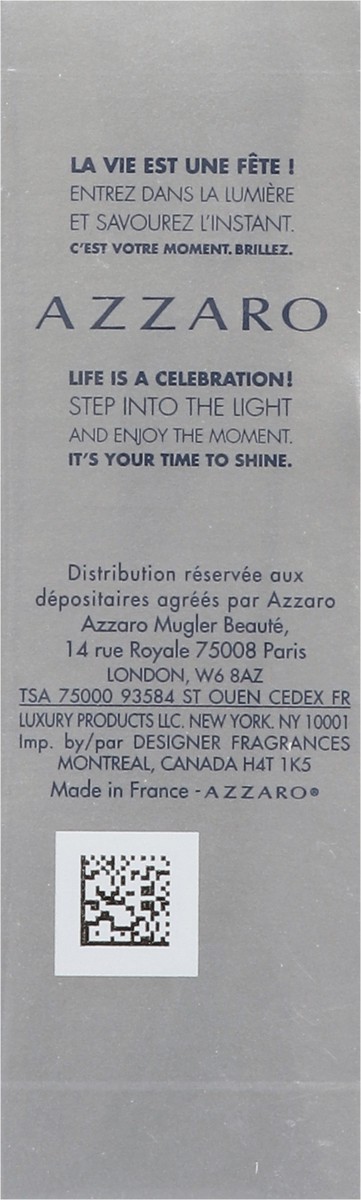 LA VIE EST UNE FÊTE !
ENTREZ DANS LA LUMIÈRE
ET SAVOUREZ L'INSTANT.
C'EST VOTRE MOMENT. BRILLEZ.
AZZARO
LIFE IS A CELEBRATION!
STEP INTO THE LIGHT
AND ENJOY THE MOMENT.
IT'S YOUR TIME TO SHINE.
Distribution réservée aux
dépositaires agréés par Azzaro
Azzaro Mugler Beauté,
14 rue Royale 75008 Paris
LONDON, W6 8AZ
TSA 75000 93584 ST OUEN CEDEX FR
LUXURY PRODUCTS LLC. NEW YORK. NY 10001
Imp. by/par DESIGNER FRAGRANCES
MONTREAL, CANADA H4T 1K5
Made in France - AZZARO®